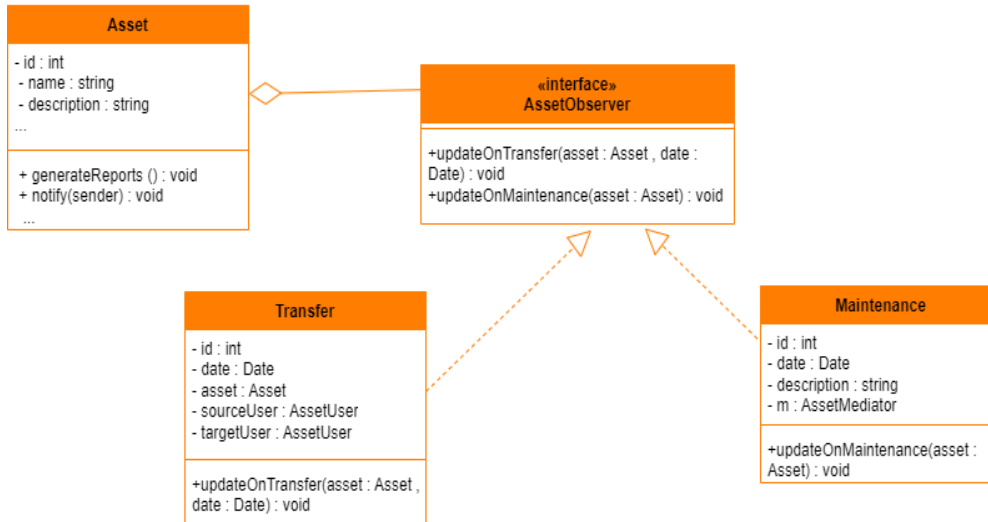 Asset
- id : int
- name : string
- description : string
...
+ generateReports () : void
+ notify(sender) : void
...
«interface»
AssetObserver
+updateOnTransfer(asset : Asset , date :
Date) : void
+updateOnMaintenance(asset : Asset) : void
Transfer
- id : int
- date : Date
- asset : Asset
- sourceUser : AssetUser
- targetUser : AssetUser
+updateOnTransfer(asset : Asset ,
date : Date) : void
Maintenance
- id : int
- date : Date
- description : string
- m : AssetMediator
+updateOnMaintenance(asset :
Asset) : void